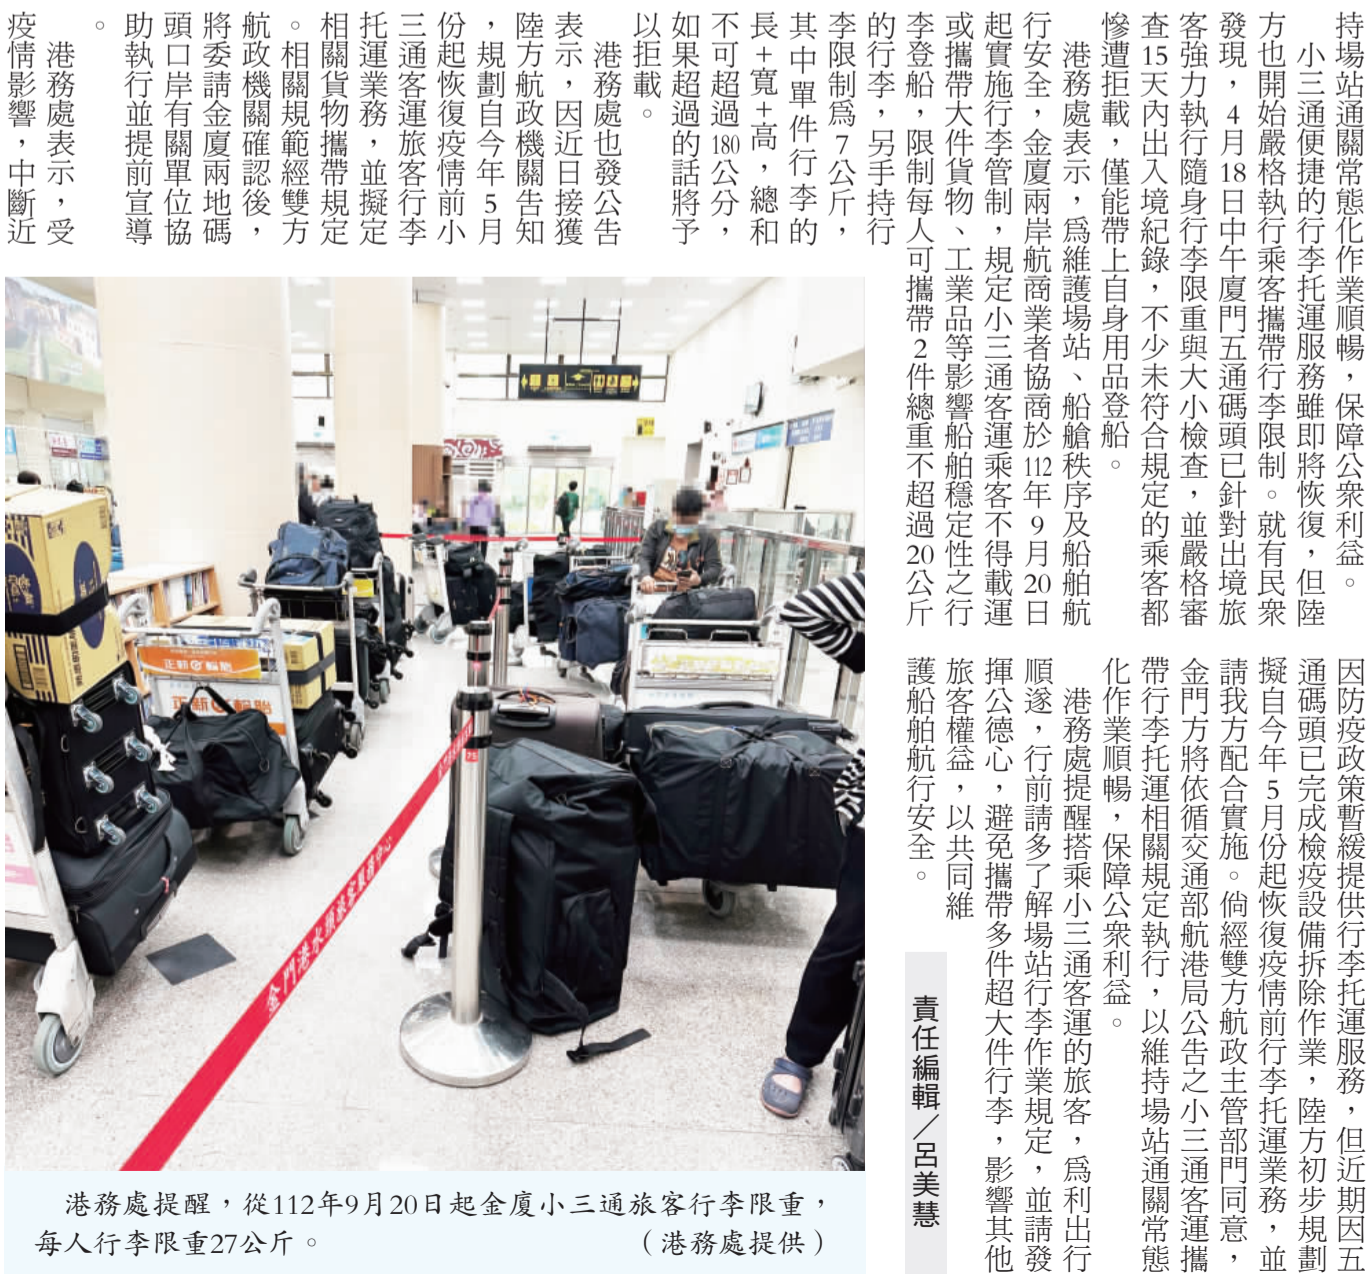 持場站通關常態化作業順暢，保障公眾利益。
小三通便捷的行李托運服務雖即將恢復，但陸
方也開始嚴格執行乘客攜帶行李限制。就有民眾
發現，4月18日中午廈門五通碼頭已針對出境旅
客強力執行隨身行李限重與大小檢查，並嚴格審
查15天內出入境紀錄，不少未符合規定的乘客都
慘遭拒載，僅能帶上自身用品登船。
港務處表示，爲維護場站、船艙秩序及船舶航
行安全，金廈兩岸航商業者協商於112年9月20日
起實施行李管制，規定小三通客運乘客不得載運
或攜帶大件貨物、工業品等影響船舶穩定性之行
李登船，限制每人可攜帶2件總重不超過20公斤
的行李，另手持行
李限制爲7公斤，
其中單件行李的
長+寬+高，總和
不可超過180公分，
如果超過的話將予
以拒載。
港務處也發公告
表示，因近日接獲
陸方航政機關告知
，規劃自今年5月
份起恢復疫情前小
三通客運旅客行李
托運業務，並擬定
相關貨物攜帶規定
。相關規範經雙方
航政機關確認後，
將委請金廈兩地碼
頭口岸有關單位協
助執行並提前宣導
。
港務處表示，受
疫情影響，中斷近
因防疫政策暫緩提供行李托運服務，但近期因五
通碼頭已完成檢疫設備拆除作業，陸方初步規劃
擬自今年5月份起恢復疫情前行李托運業務，並
請我方配合實施。倘經雙方航政主管部門同意，
金門方將依循交通部航港局公告之小三通客運攜
帶行李托運相關規定執行，以維持場站通關常態
化作業順暢，保障公眾利益。
港務處提醒搭乘小三通客運的旅客，爲利出行
順遂，行前請多了解場站行李作業規定，並請發
揮公德心，避免攜帶多件超大件行李，影響其他
旅客權益，以共同維
護船舶航行安全。
責任編輯／呂美慧
正新輪胎
正新輪胎
75
金門港水頭旅客服務中心
港務處提醒，從112年9月20日起金廈小三通旅客行李限重，
每人行李限重27公斤。（港務處提供）